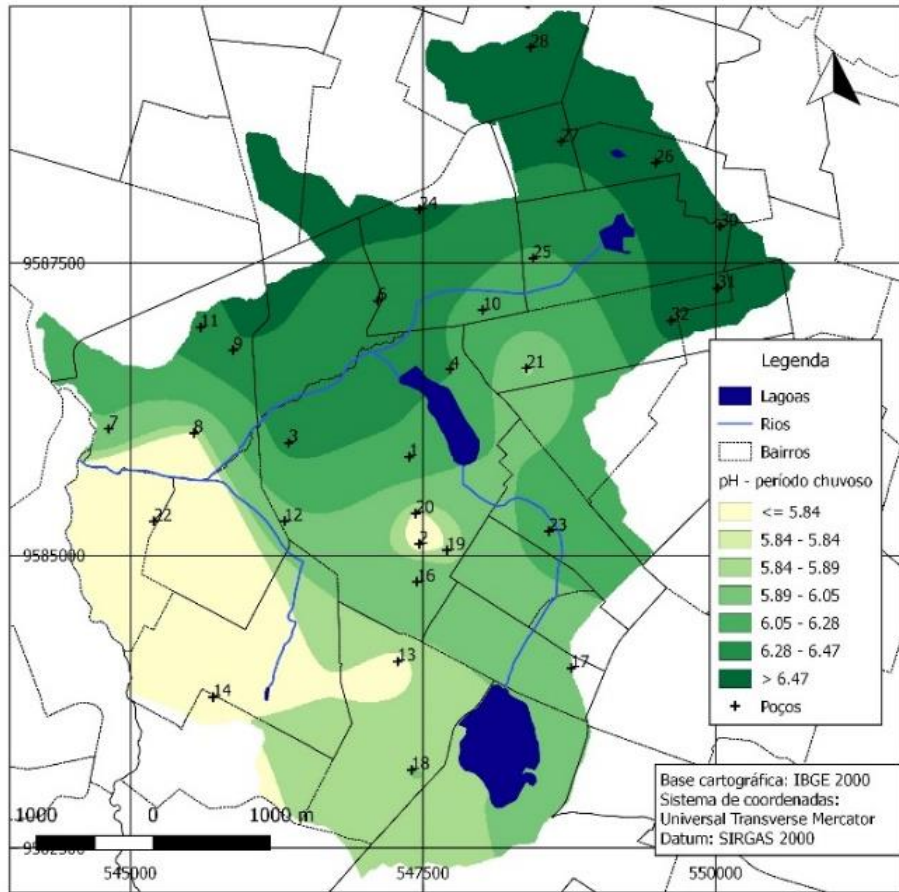 28
27
26
24
30
9587500
25
31
5
10
32
11
9
4
21
Legenda
Lagoas
Rios
Bairros
pH - período chuvoso
<= 5.84
5.84 - 5.84
5.84 - 5.89
5.89 - 6.05
6.05 - 6.28
6.28 - 6.47
> 6.47
Poços
7
8
3
1
22
12
20
23
9585000
2
19
16
13
17
14
18
Base cartográfica: IBGE 2000
Sistema de coordenadas:
Universal Transverse Mercator
Datum: SIRGAS 2000
1000 0 1000 m
545000 547500 550000